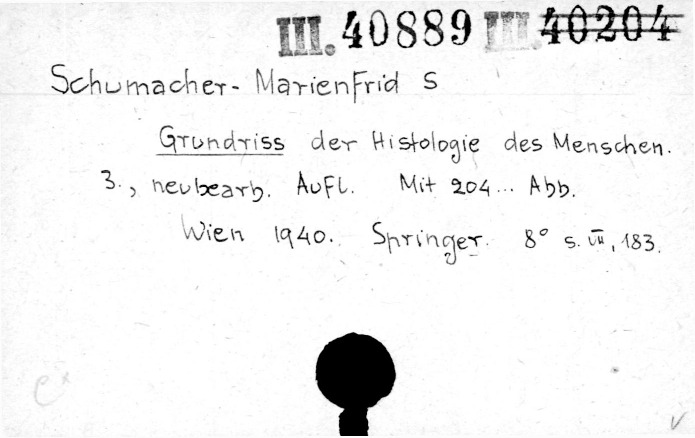 III. 40889 III. 40204
Schumacher-Marienfrid S
Grundriss der Histologie des Menschen.
3., neubearb. Aufl. Mit 204... Abb.
Wien 1940. Springer. 8° S. VII, 183.